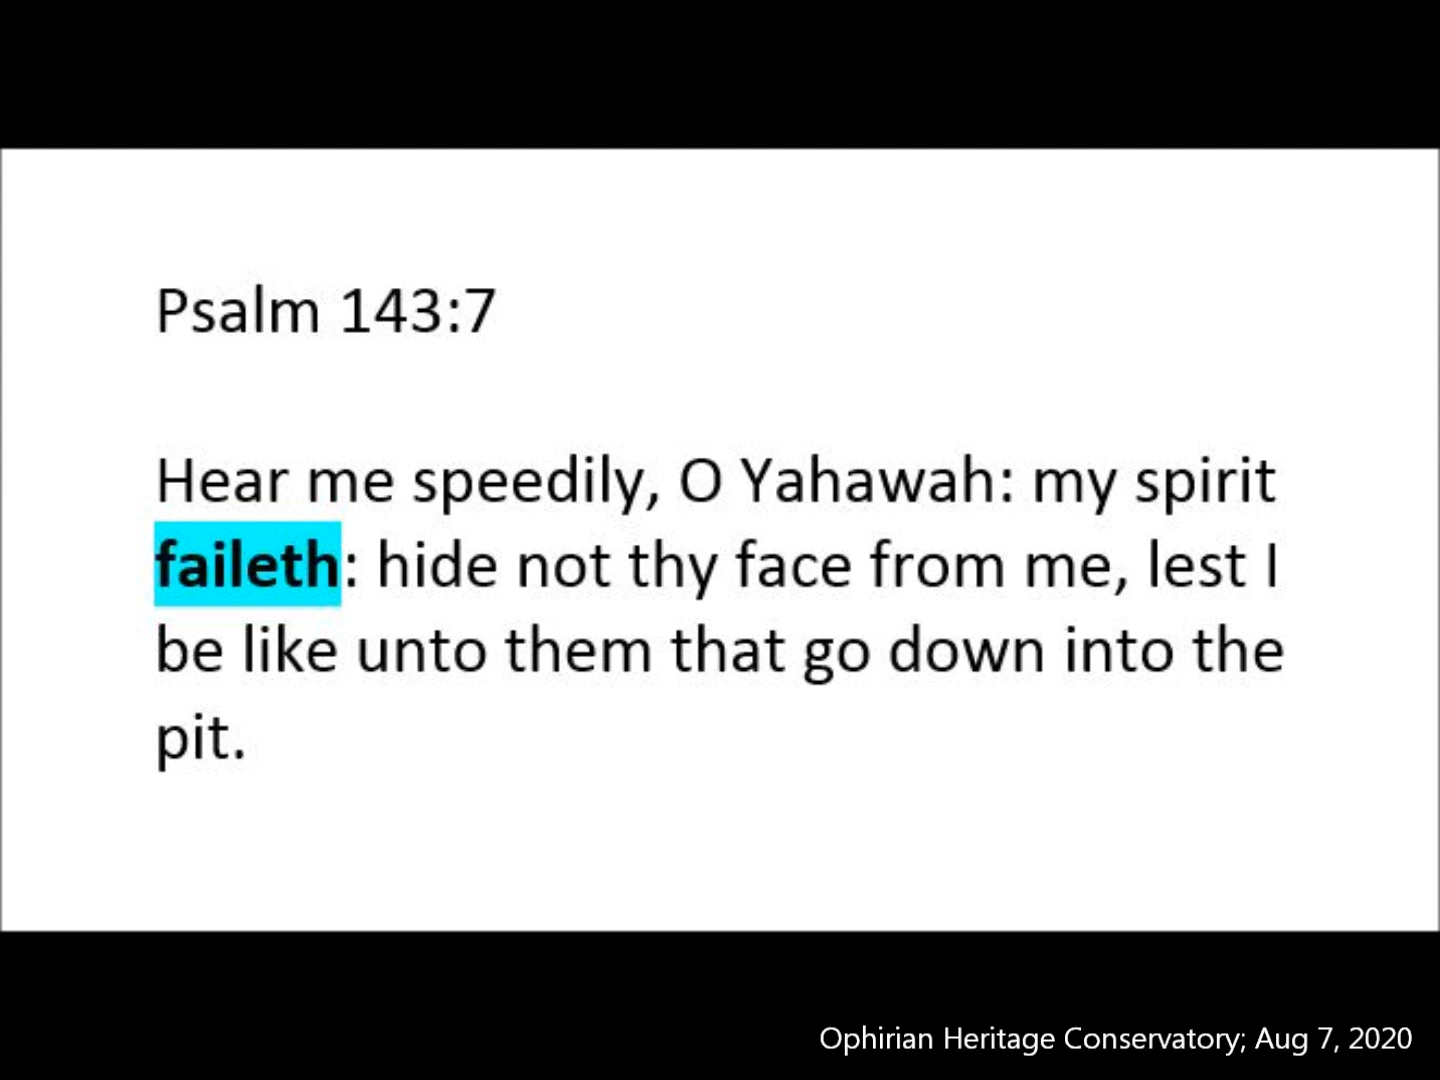 Psalm 143:7
Hear me speedily, O Yahawah: my spirit
faileth: hide not thy face from me, lest I
be like unto them that go down into the
pit.
Ophirian Heritage Conservatory; Aug 7, 2020